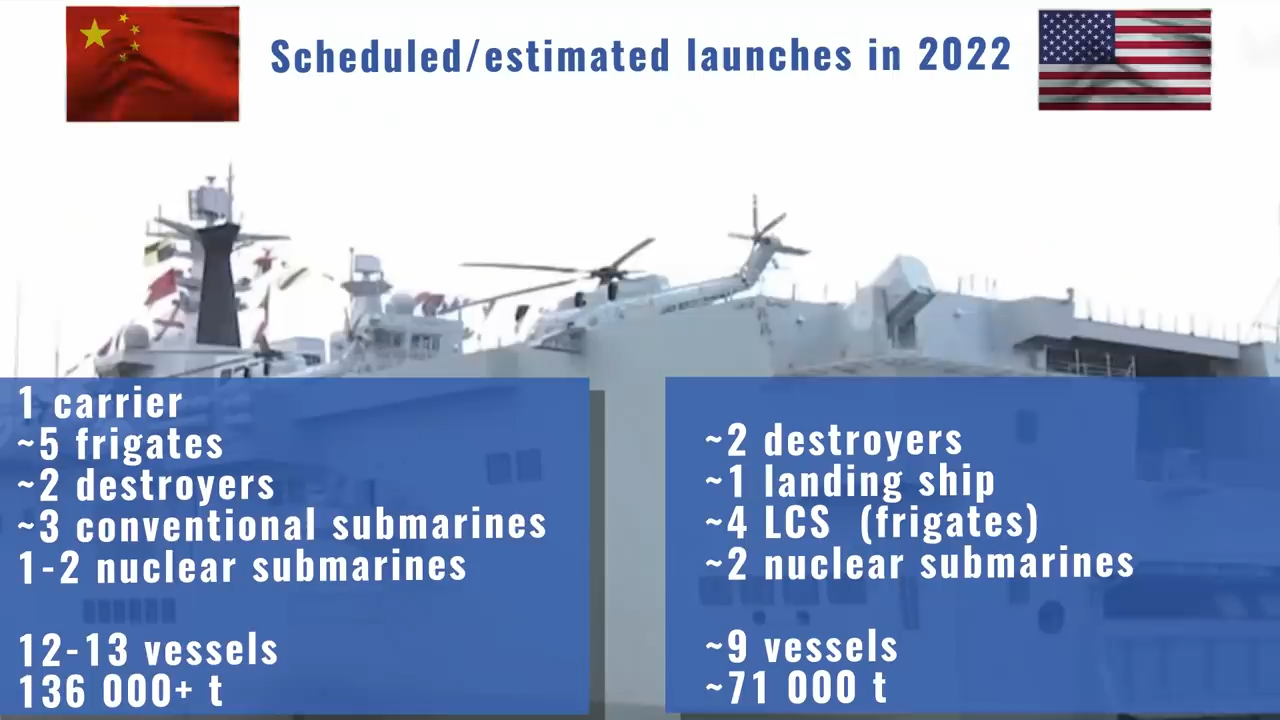 Scheduled/estimated launches in 2022
1 carrier
~5 frigates
~2 destroyers
~3 conventional submarines
1-2 nuclear submarines
12-13 vessels
136 000+ t
~2 destroyers
~1 landing ship
~4 LCS (frigates)
~2 nuclear submarines
~9 vessels
~71 000 t